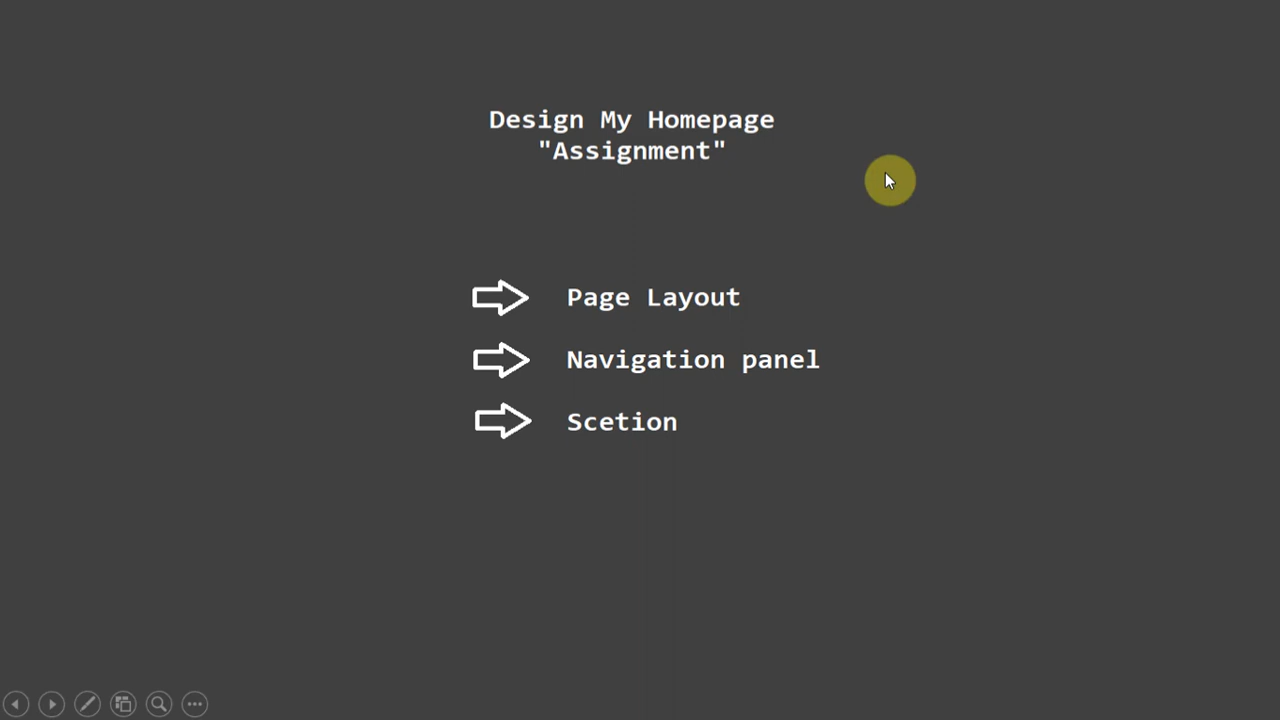 Design My Homepage
"Assignment"
Page Layout
Navigation panel
Scetion